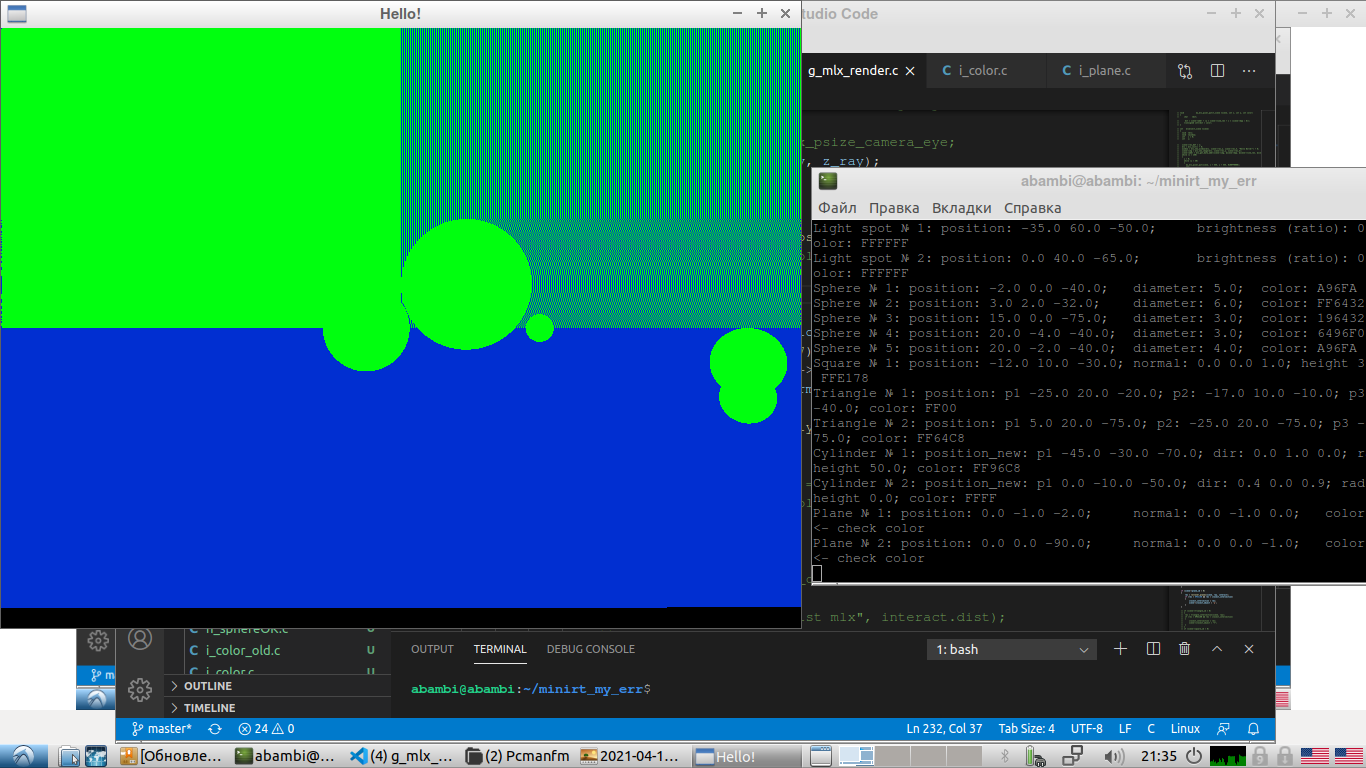 Hello!
tudio Code
g_mlx_render.c
C i_color.c
C i_plane.c
_psize_camera_eye;
, z_ray);
abambi@abambi: ~/minirt_my_err
Файл Правка Вкладки Справка
Light spot № 1: position: -35.0 60.0 -50.0; brightness (ratio): 0
olor: FFFFFF
Light spot № 2: position: 0.0 40.0 -65.0; brightness (ratio): 0
olor: FFFFFF
Sphere № 1: position: -2.0 0.0 -40.0; diameter: 5.0; color: A96FA
Sphere № 2: position: 3.0 2.0 -32.0; diameter: 6.0; color: FF6432
Sphere № 3: position: 15.0 0.0 -75.0; diameter: 3.0; color: 196432
Sphere № 4: position: 20.0 -4.0 -40.0; diameter: 3.0; color: 6496F0
Sphere № 5: position: 20.0 -2.0 -40.0; diameter: 4.0; color: A96FA
Square № 1: position: -12.0 10.0 -30.0; normal: 0.0 0.0 1.0; height 3
FFE178
Triangle № 1: position: p1 -25.0 20.0 -20.0; p2: -17.0 10.0 -10.0; p3
-40.0; color: FF00
Triangle № 2: position: p1 5.0 20.0 -75.0; p2: -25.0 20.0 -75.0; p3 -
75.0; color: FF64C8
Cylinder № 1: position_new: p1 -45.0 -30.0 -70.0; dir: 0.0 1.0 0.0; r
height 50.0; color: FF96C8
Cylinder № 2: position_new: p1 0.0 -10.0 -50.0; dir: 0.4 0.0 0.9; rad
height 0.0; color: FFFF
Plane № 1: position: 0.0 -1.0 -2.0; normal: 0.0 -1.0 0.0; color
<- check color
Plane № 2: position: 0.0 0.0 -90.0; normal: 0.0 0.0 -1.0; color
<- check color
ist mlx", interact.dist);
C n_sphereOK.c U
C i_color_old.c U
C i_color.c
OUTLINE
TIMELINE
OUTPUT TERMINAL DEBUG CONSOLE
1: bash
abambi@abambi:~/minirt_my_err$
master* 24 0
Ln 232, Col 37 Tab Size: 4 UTF-8 LF C Linux
[Обновле... abambi@... (4) g_mlx_... (2) Pcmanfm 2021-04-1... Hello!
21:35